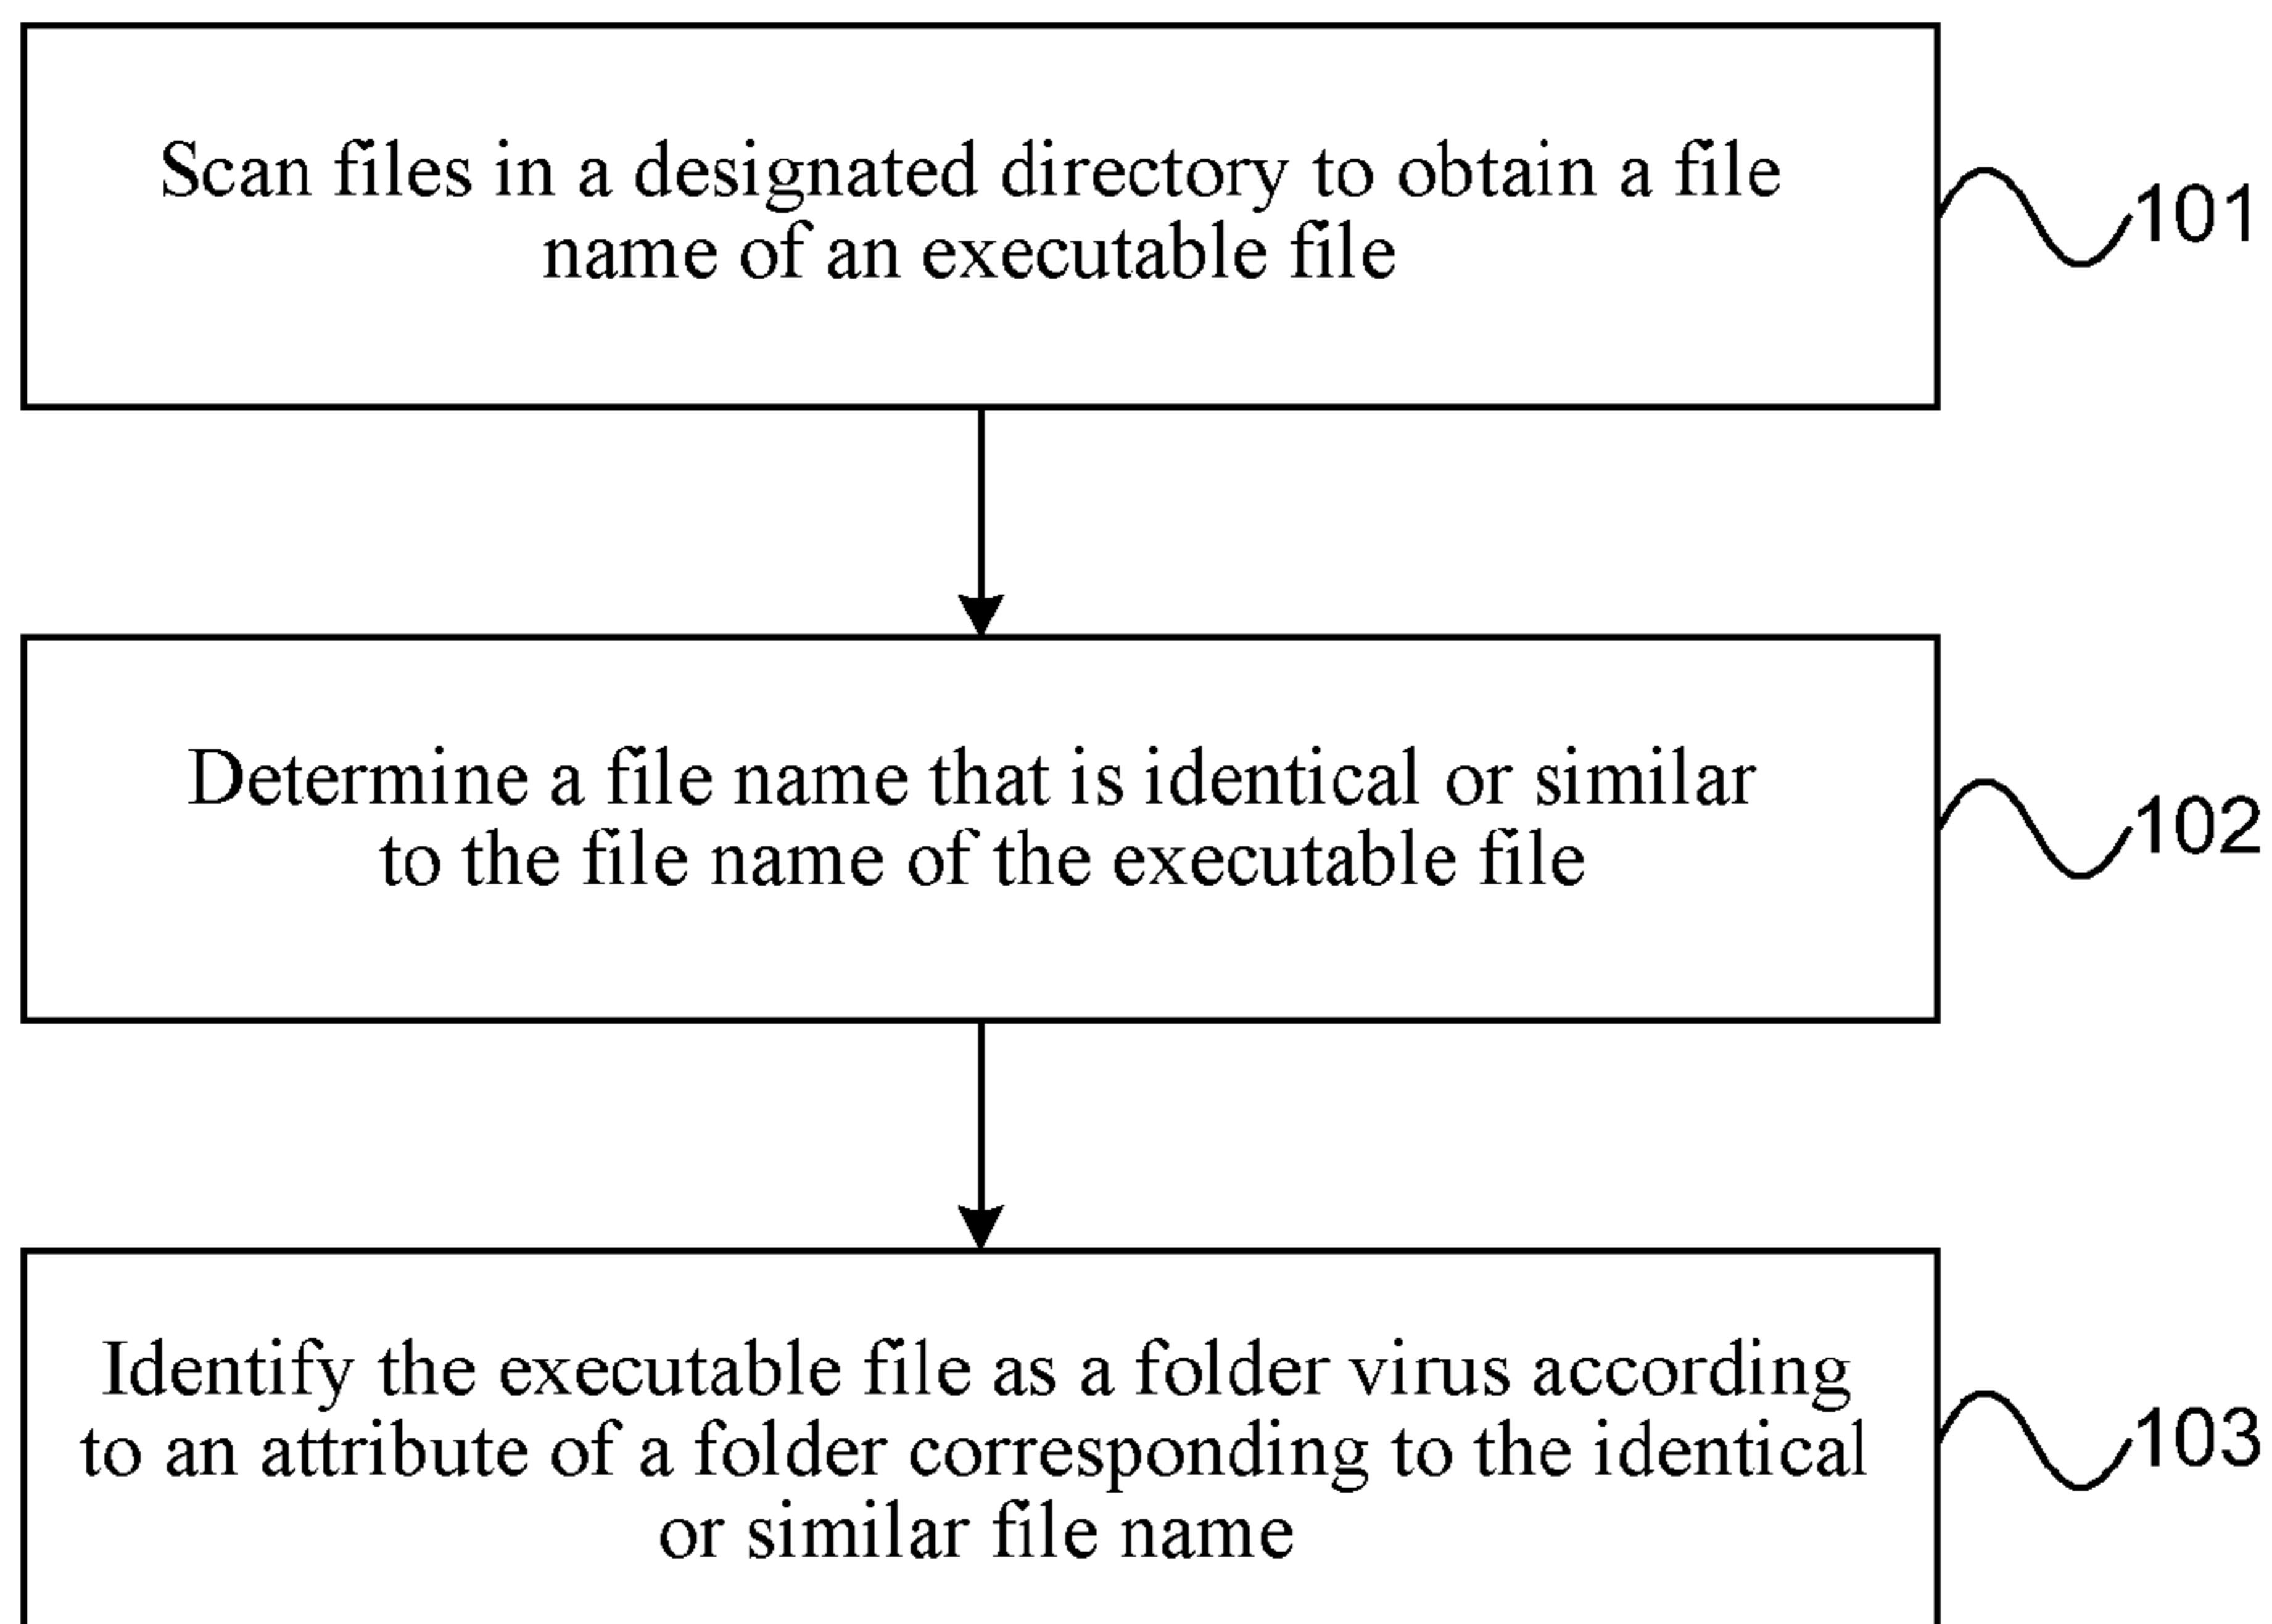 Scan files in a designated directory to obtain a file
name of an executable file
101
Determine a file name that is identical or similar
to the file name of the executable file
102
Identify the executable file as a folder virus according
to an attribute of a folder corresponding to the identical
or similar file name
103